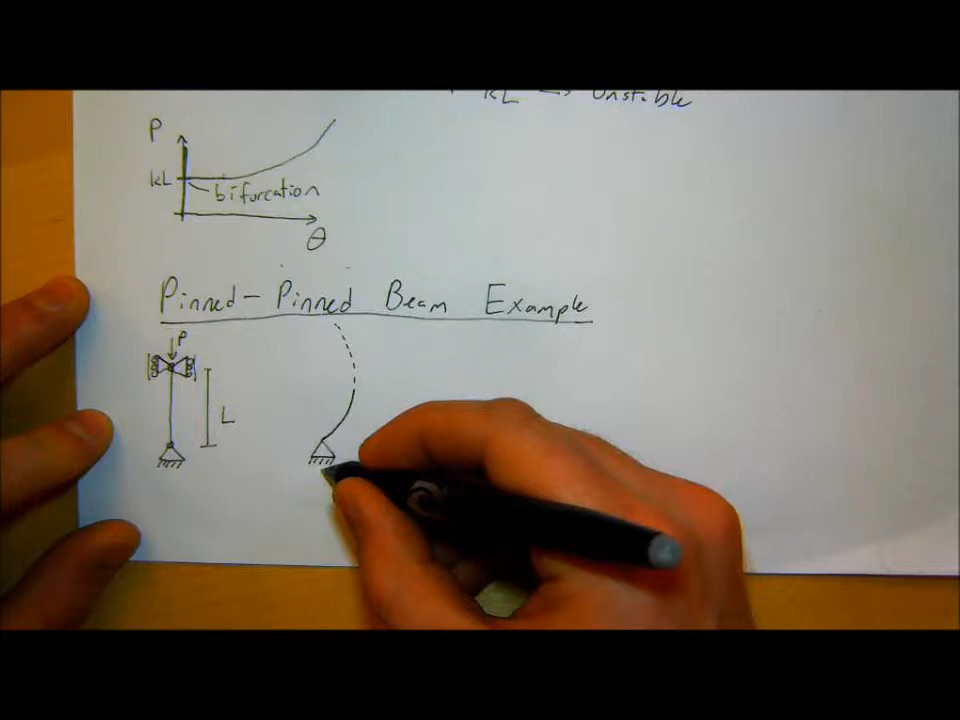 kL → Unstable
P
kL
bifurcation
θ
Pinned-Pinned Beam Example
P
L